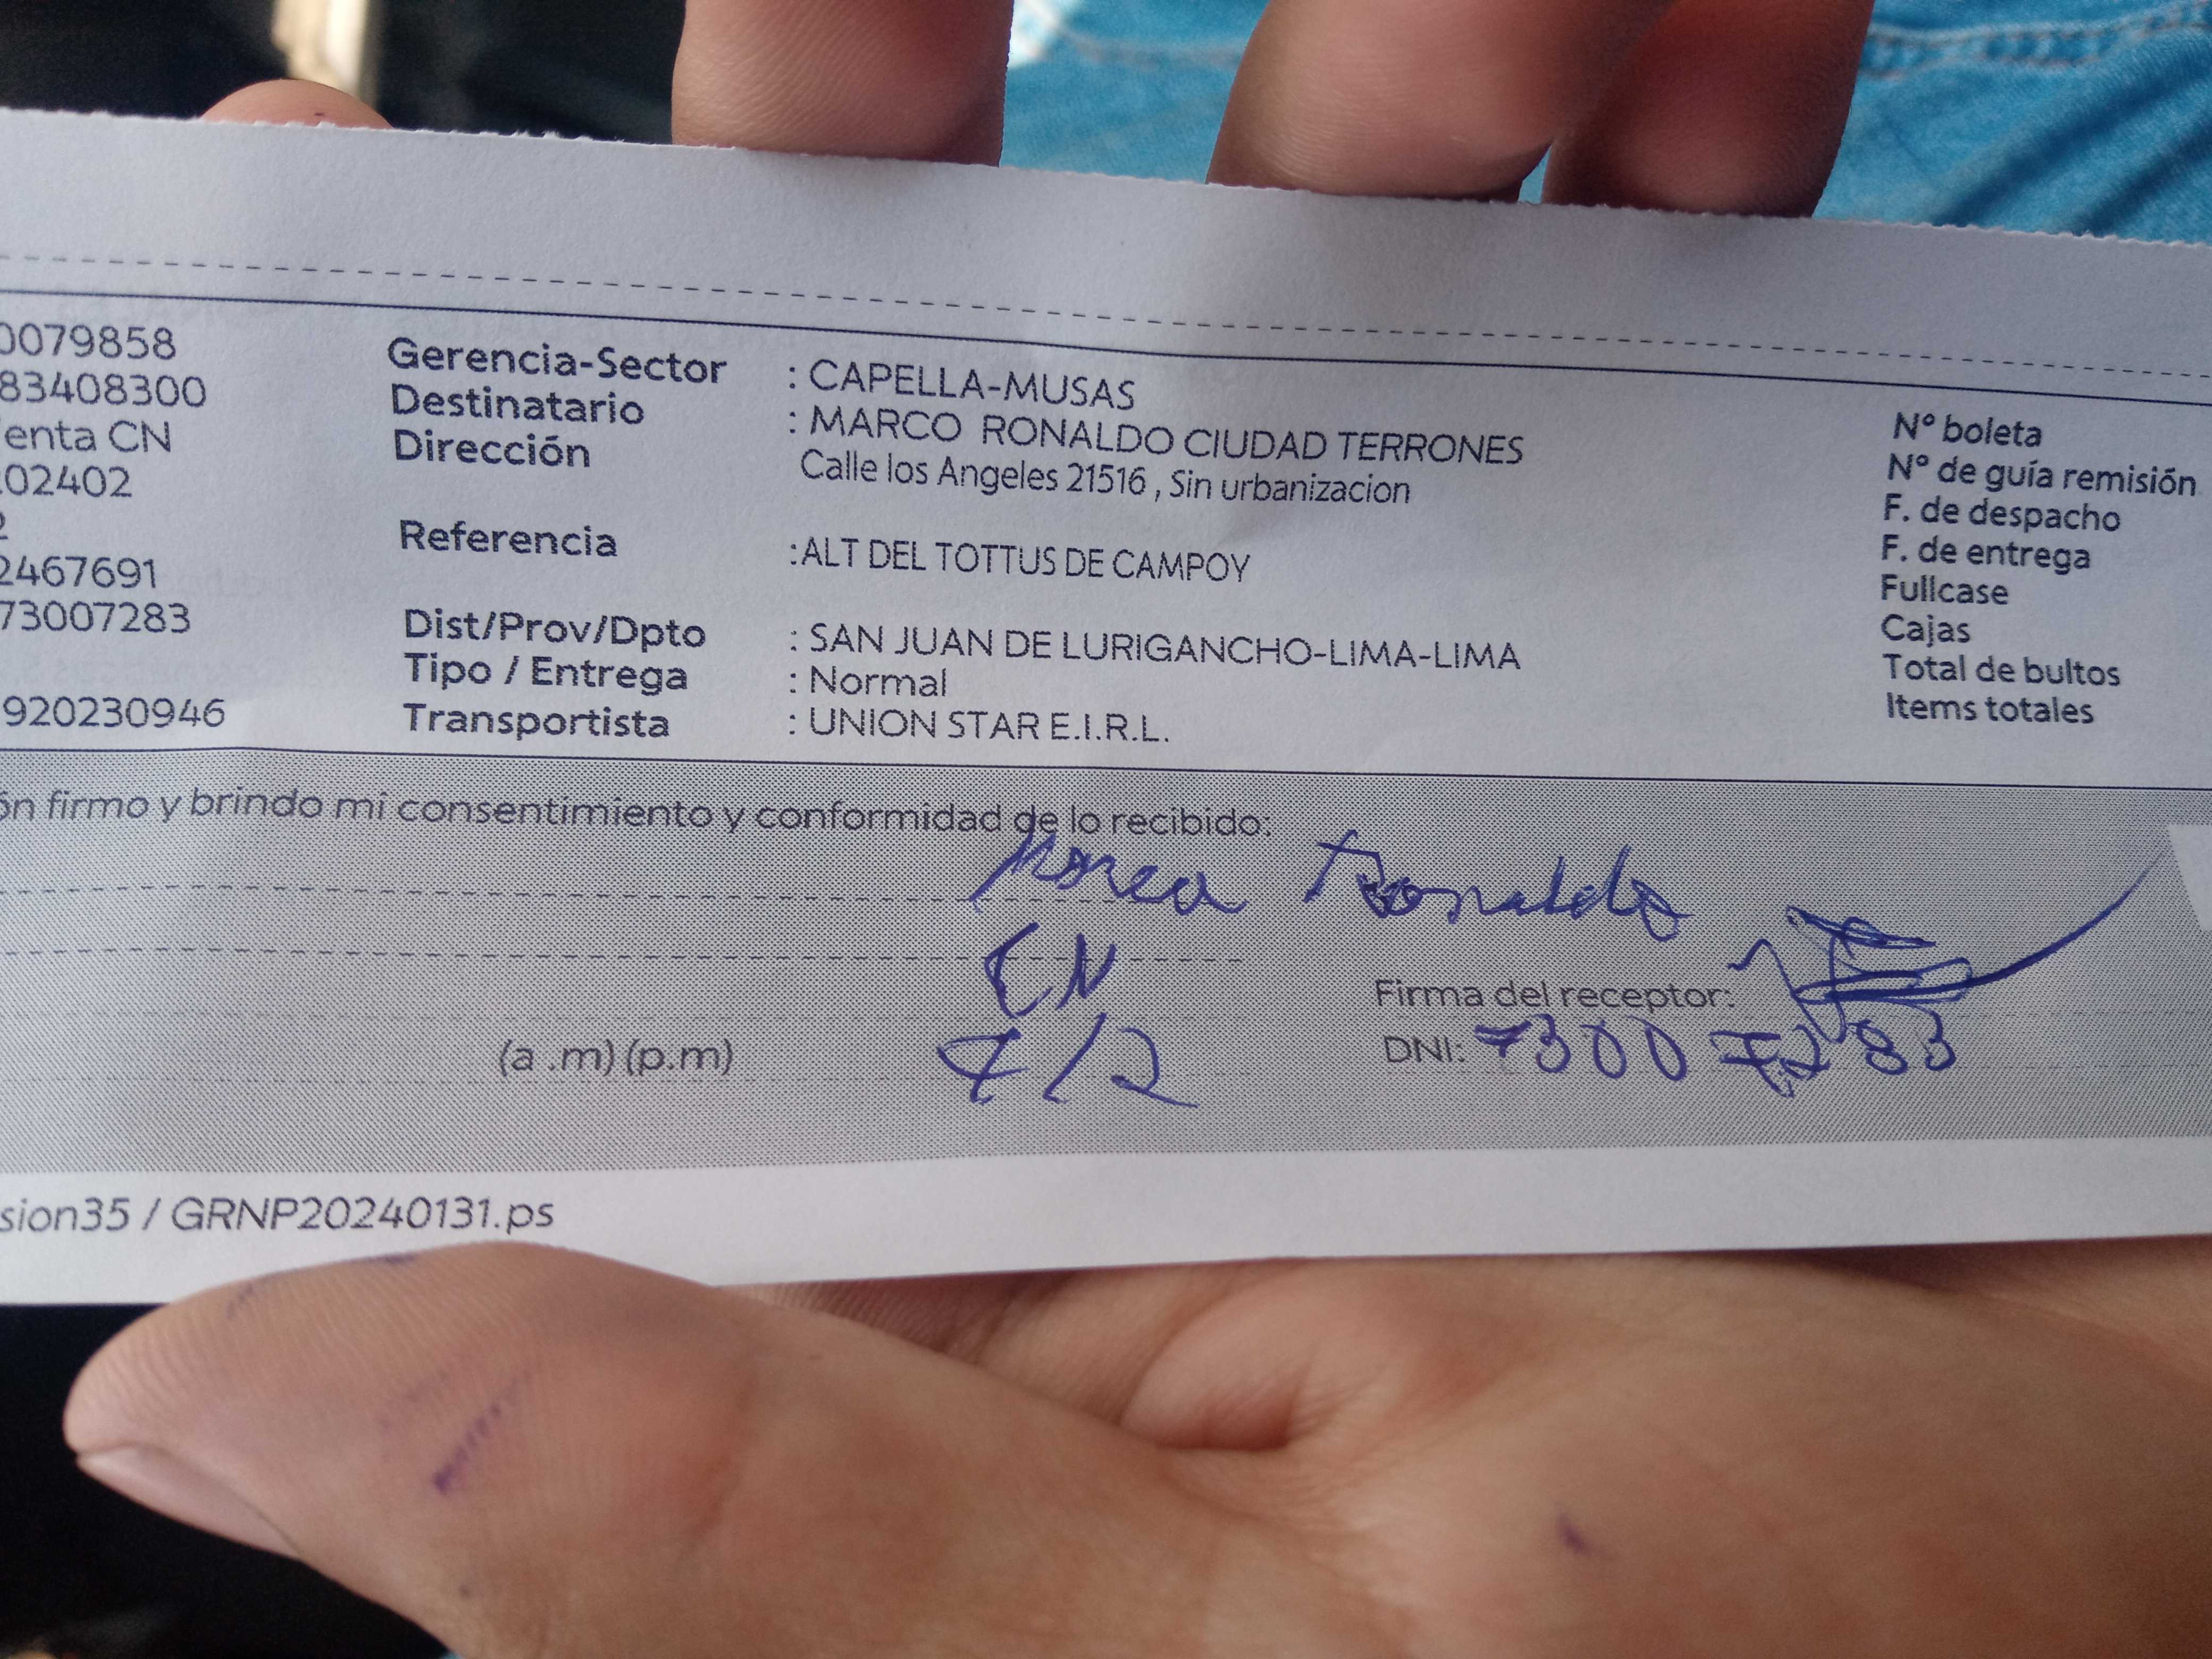 0079858
83408300
enta CN
02402
2
2467691
73007283
920230946
Gerencia-Sector : CAPELLA-MUSAS
Destinatario : MARCO RONALDO CIUDAD TERRONES
Dirección Calle los Angeles 21516 , Sin urbanizacion
Referencia :ALT DEL TOTTUS DE CAMPOY
Dist/Prov/Dpto : SAN JUAN DE LURIGANCHO-LIMA-LIMA
Tipo / Entrega : Normal
Transportista : UNION STAR E.I.R.L.
N° boleta
N° de guía remisión
F. de despacho
F. de entrega
Fullcase
Cajas
Total de bultos
Items totales
ón firmo y brindo mi consentimiento y conformidad de lo recibido:
Ronaldo
CN
Firma del receptor:
(a .m) (p.m) 7/2 DNI: 73007283
sion35 / GRNP20240131.ps